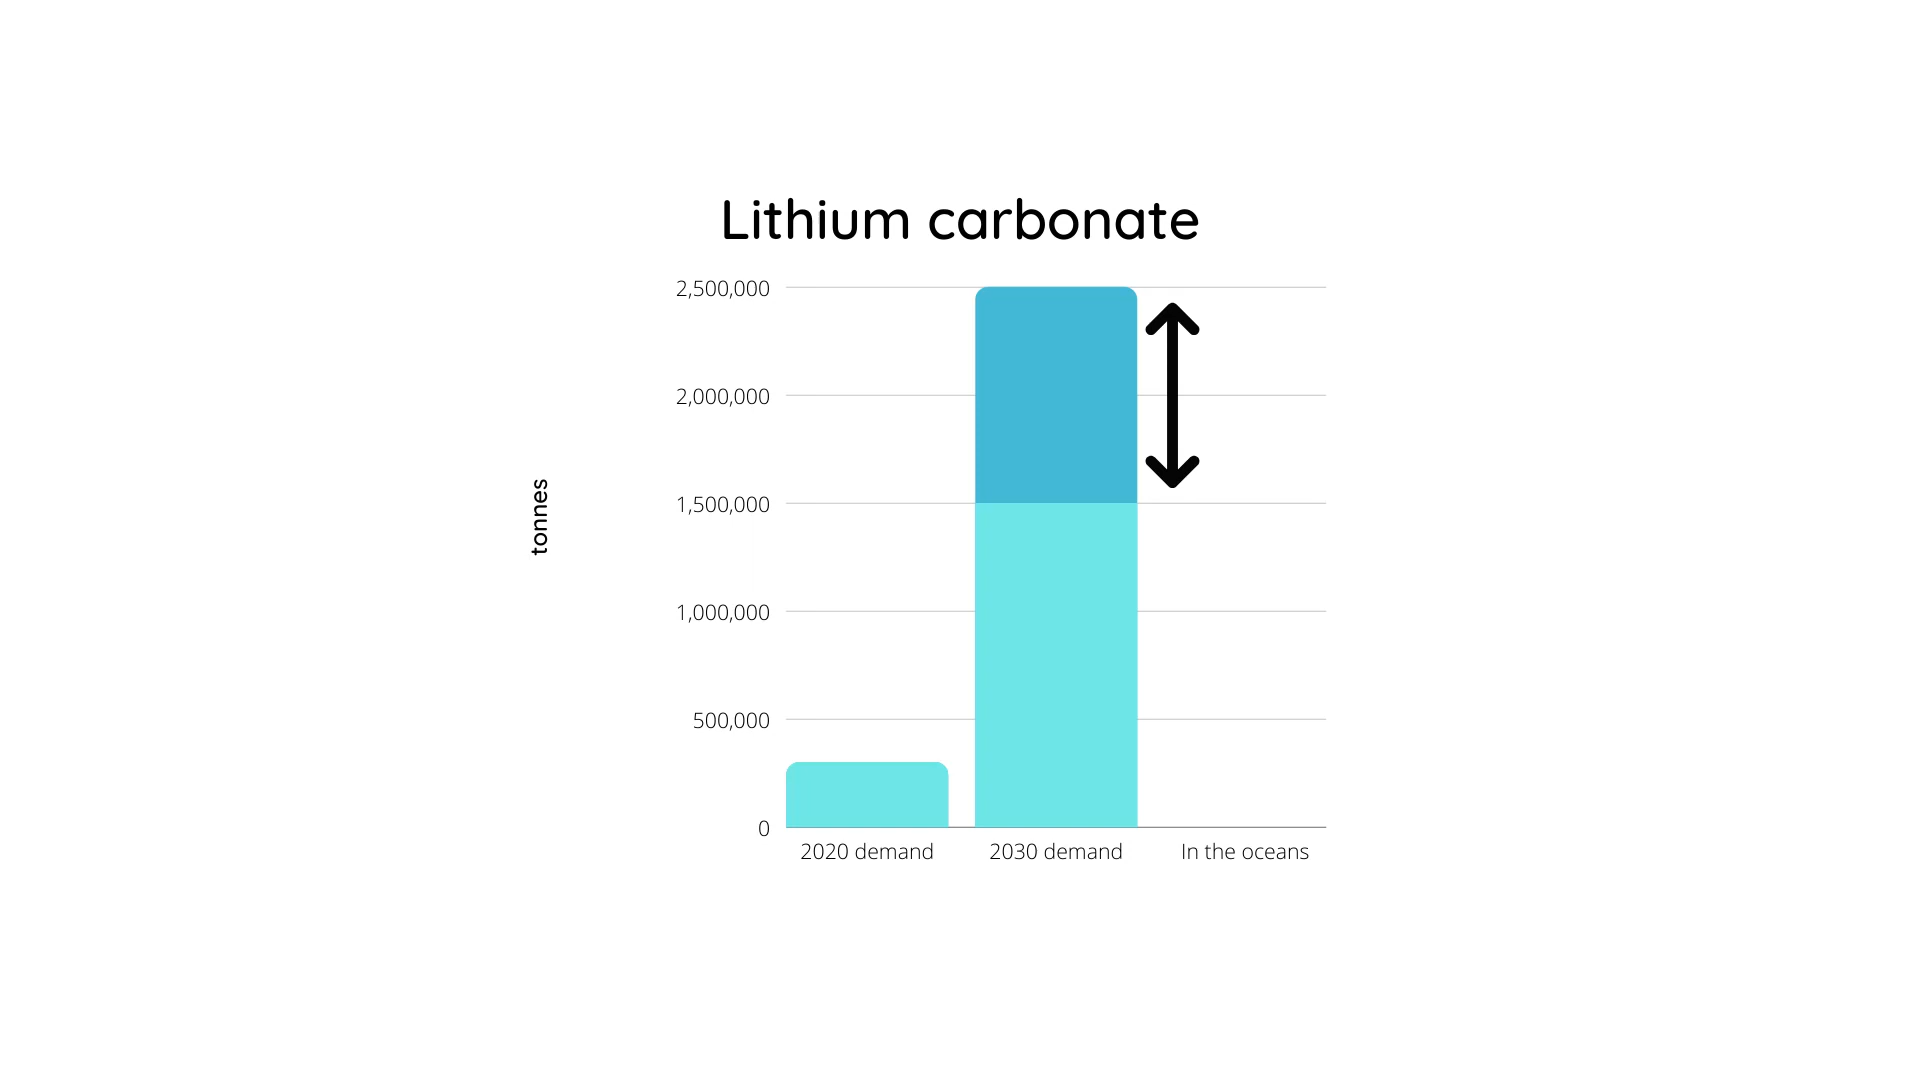 Lithium carbonate
tonnes
2,500,000
2,000,000
1,500,000
1,000,000
500,000
0
2020 demand
2030 demand
In the oceans